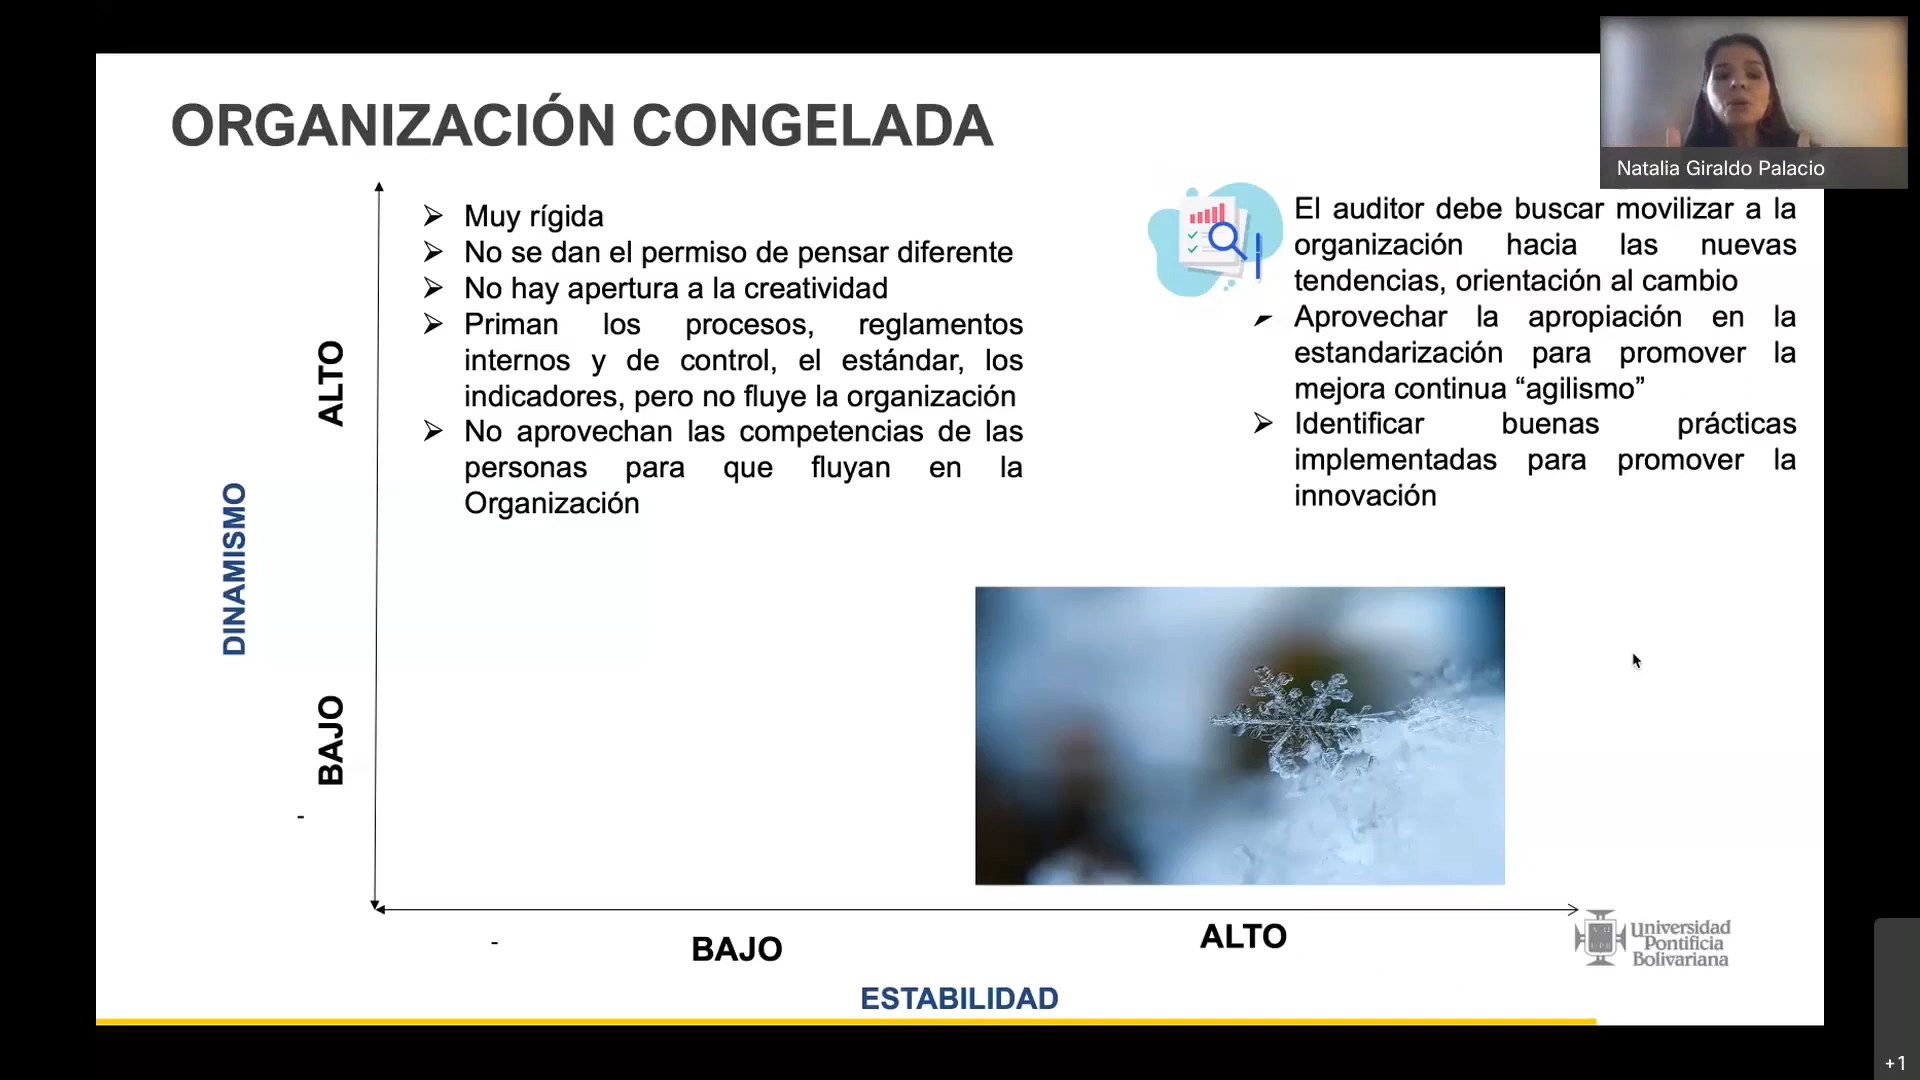 ORGANIZACIÓN CONGELADA
Natalia Giraldo Palacio
➢ Muy rígida
➢ No se dan el permiso de pensar diferente
➢ No hay apertura a la creatividad
➢ Priman los procesos, reglamentos
internos y de control, el estándar, los
indicadores, pero no fluye la organización
➢ No aprovechan las competencias de las
personas para que fluyan en la
Organización
El auditor debe buscar movilizar a la
organización hacia las nuevas
tendencias, orientación al cambio
➢ Aprovechar la apropiación en la
estandarización para promover la
mejora continua “agilismo”
➢ Identificar buenas prácticas
implementadas para promover la
innovación
DINAMISMO
ALTO
BAJO
-
-
BAJO
ALTO
ESTABILIDAD
Universidad
Pontificia
Bolivariana
+1